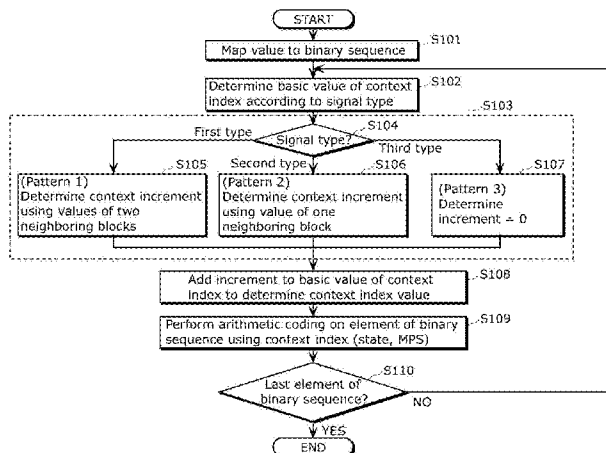 START
Map value to binary sequence
S101
Determine basic value of context
index according to signal type
S102
S103
Signal type?
S104
First type
Second type
Third type
S105
(Pattern 1)
Determine context increment
using values of two
neighboring blocks
S106
(Pattern 2)
Determine context increment
using value of one
neighboring block
S107
(Pattern 3)
Determine
increment = 0
S108
Add increment to basic value of context
index to determine context index value
S109
Perform arithmetic coding on element of binary
sequence using context index (state, MPS)
S110
Last element of
binary sequence?
NO
YES
END